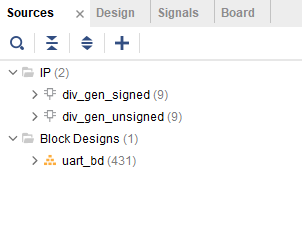 Sources Design Signals Board
IP (2)
div_gen_signed (9)
div_gen_unsigned (9)
Block Designs (1)
uart_bd (431)